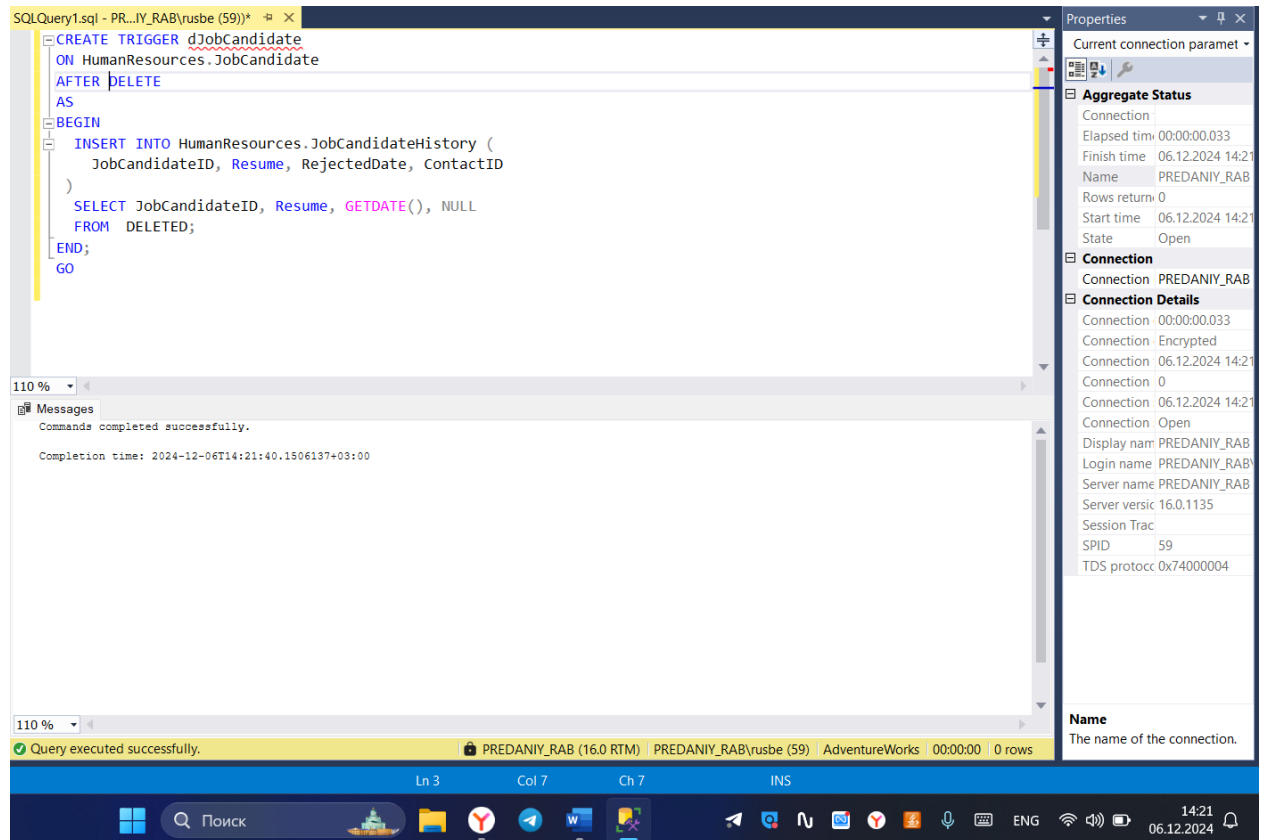 SQLQuery1.sql - PR...IY_RAB\rusbe (59))*
CREATE TRIGGER dJobCandidate
ON HumanResources.JobCandidate
AFTER DELETE
AS
BEGIN
INSERT INTO HumanResources.JobCandidateHistory (
JobCandidateID, Resume, RejectedDate, ContactID
)
SELECT JobCandidateID, Resume, GETDATE(), NULL
FROM DELETED;
END;
GO
110 %
Messages
Commands completed successfully.
Completion time: 2024-12-06T14:21:40.1506137+03:00
110 %
Query executed successfully.
PREDANIY_RAB (16.0 RTM)
PREDANIY_RAB\rusbe (59)
AdventureWorks
00:00:00
0 rows
Properties
Current connection paramet
Aggregate Status
Connection
Elapsed tim 00:00:00.033
Finish time 06.12.2024 14:21
Name PREDANIY_RAB
Rows return 0
Start time 06.12.2024 14:21
State Open
Connection
Connection PREDANIY_RAB
Connection Details
Connection 00:00:00.033
Connection Encrypted
Connection 06.12.2024 14:21
Connection 0
Connection 06.12.2024 14:21
Connection Open
Display nam PREDANIY_RAB
Login name PREDANIY_RAB\
Server name PREDANIY_RAB
Server versic 16.0.1135
Session Trac
SPID 59
TDS protocc 0x74000004
Name
The name of the connection.
Ln 3
Col 7
Ch 7
INS
Поиск
ENG
14:21
06.12.2024